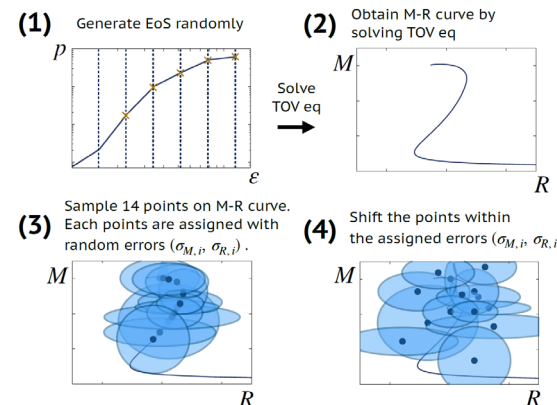 (1)
Generate EoS randomly
p
ε
Solve
TOV eq
(2)
Obtain M-R curve by
solving TOV eq
M
R
(3)
Sample 14 points on M-R curve.
Each points are assigned with
random errors (σM,i, σR,i) .
M
R
(4)
Shift the points within
the assigned errors (σM,i, σR,i
M
R